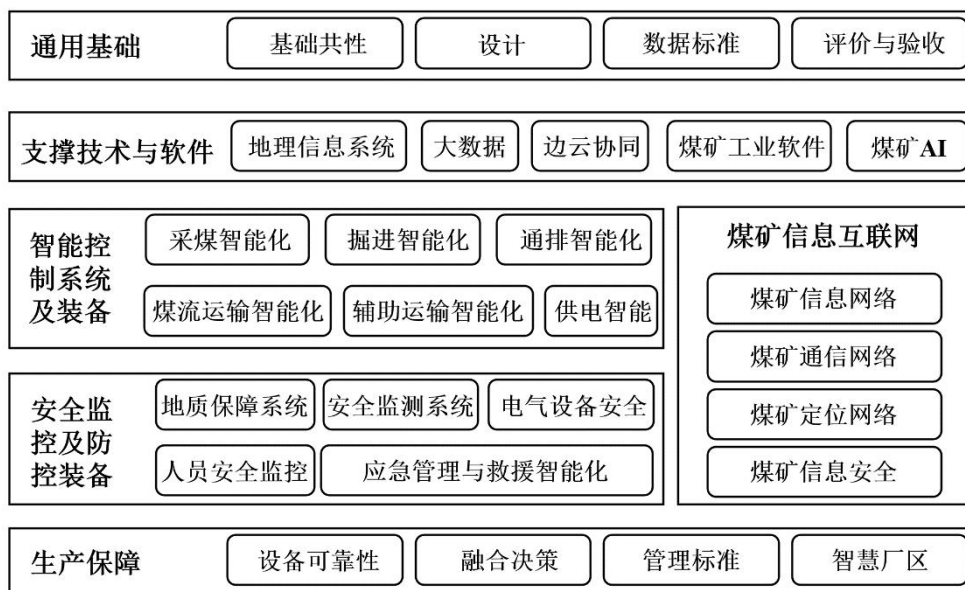 通用基础
基础共性
设计
数据标准
评价与验收
支撑技术与软件
地理信息系统
大数据
边云协同
煤矿工业软件
煤矿AI
智能控
制系统
及装备
采煤智能化
掘进智能化
通排智能化
煤流运输智能化
辅助运输智能化
供电智能
煤矿信息互联网
煤矿信息网络
煤矿通信网络
煤矿定位网络
煤矿信息安全
安全监
控及防
控装备
地质保障系统
安全监测系统
电气设备安全
人员安全监控
应急管理与救援智能化
生产保障
设备可靠性
融合决策
管理标准
智慧厂区